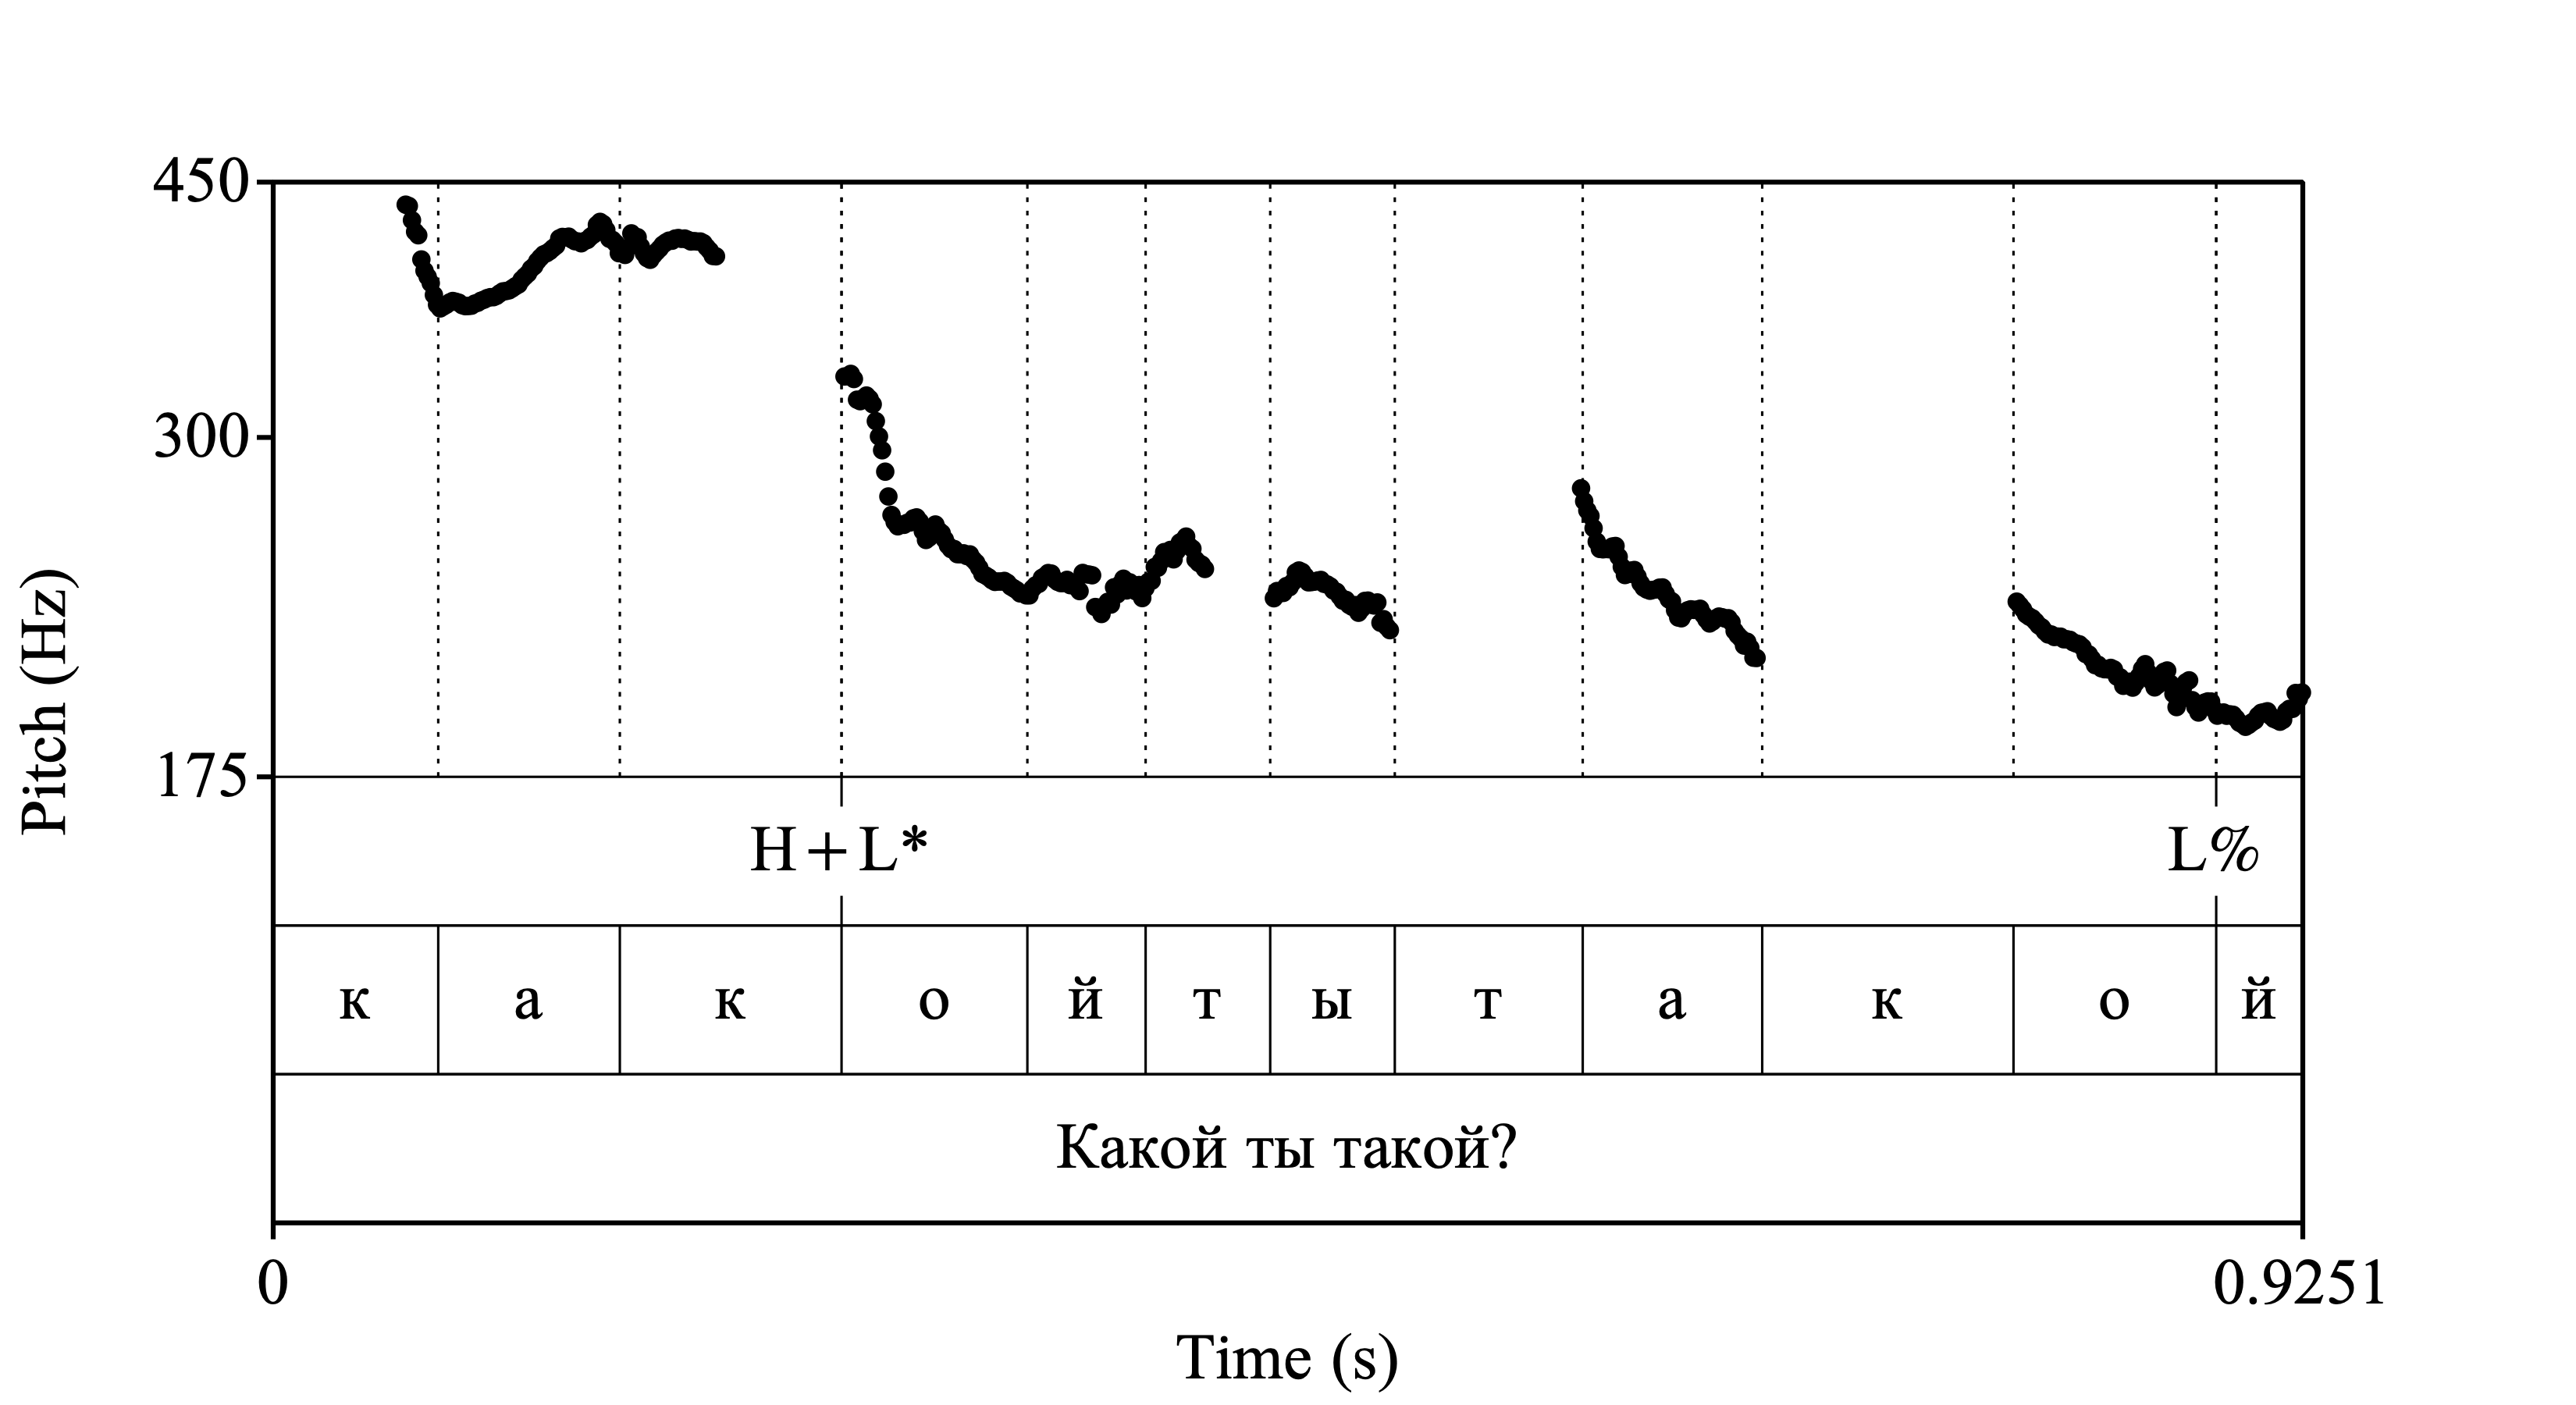 450
300
175
Pitch (Hz)
H+L* L%
к а к о й т ы т а к о й
Какой ты такой?
0 0.9251
Time (s)